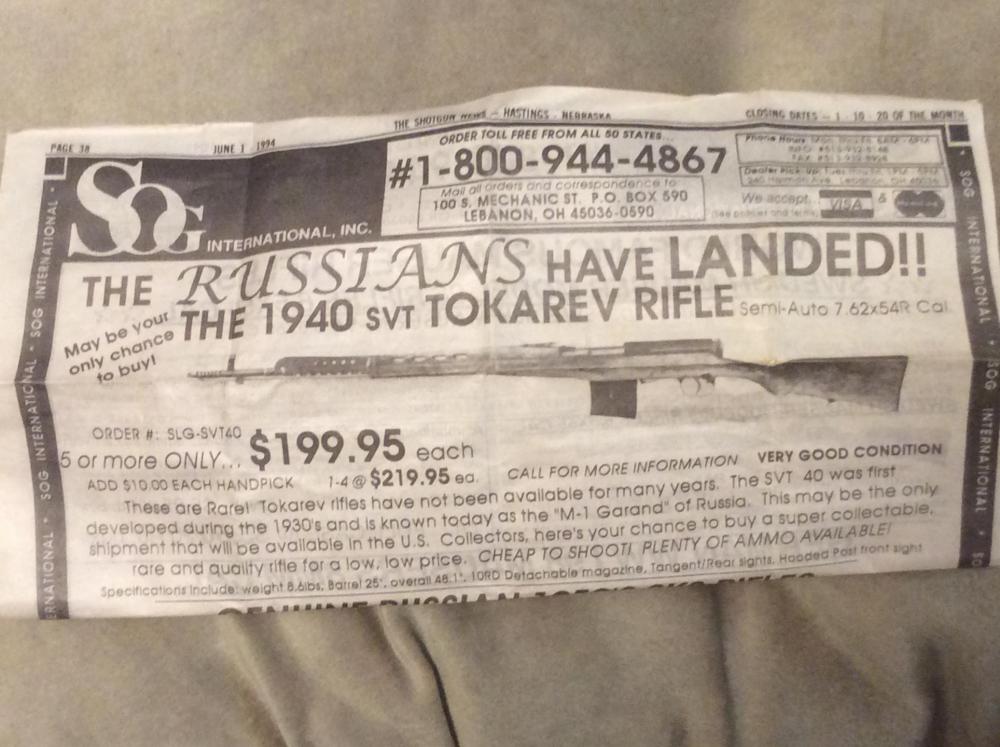 PAGE 38
JUNE 1 1994
THE SHOTGUN NEWS – HASTINGS - NEBRASKA
CLOSING DATES – 1 - 10 - 20 OF THE MONTH
SOG
INTERNATIONAL, INC.
ORDER TOLL FREE FROM ALL 50 STATES...
#1-800-944-4867
Mail all orders and correspondence to
100 S. MECHANIC ST. P.O. BOX 590
LEBANON, OH 45036-0590
Phone Hours
We accept
VISA
&
THE RUSSIANS HAVE LANDED!!
THE 1940 SVT TOKAREV RIFLE Semi-Auto 7.62x54R Cal
May be your
only chance
to buy!
ORDER #: SLG-SVT40
5 or more ONLY... $199.95 each
ADD $10.00 EACH HANDPICK 1-4 @ $219.95 ea.
CALL FOR MORE INFORMATION VERY GOOD CONDITION
These are Rare! Tokarev rifles have not been available for many years. The SVT 40 was first
developed during the 1930's and is known today as the "M-1 Garand" of Russia. This may be the only
shipment that will be available in the U.S. Collectors, here's your chance to buy a super collectable,
rare and quality rifle for a low, low price. CHEAP TO SHOOT! PLENTY OF AMMO AVAILABLE!
Specifications Include: weight 8.6lbs, Barrel 25", overall 48.1", 10RD Detachable magazine, Tangent/Rear sights, Hooded Post front sight
SOG INTERNATIONAL • SOG INTERNATIONAL • SOG INTERNATIONAL
SOG INTERNATIONAL • SOG INTERNATIONAL